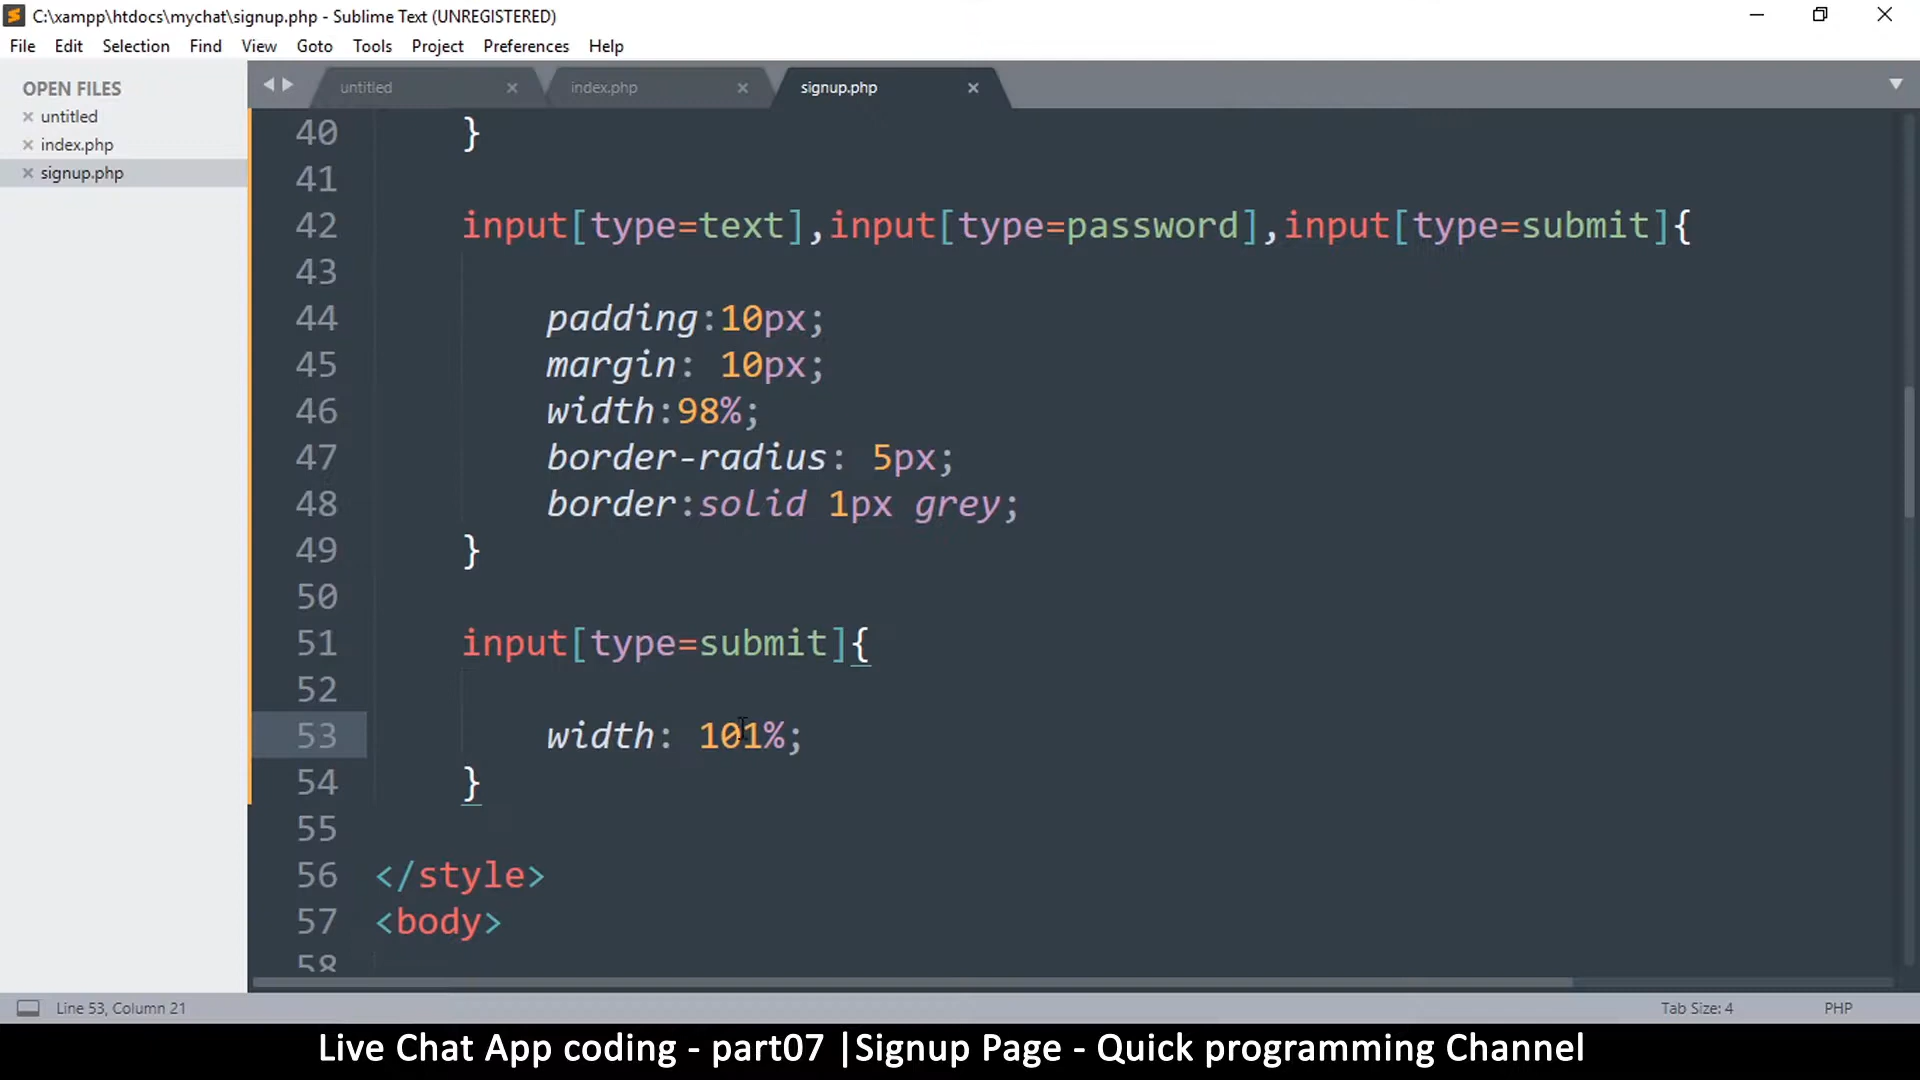 C:\xampp\htdocs\mychat\signup.php - Sublime Text (UNREGISTERED)
File Edit Selection Find View Goto Tools Project Preferences Help
OPEN FILES
untitled
index.php
signup.php
untitled index.php signup.php
40 }
41
42 input[type=text],input[type=password],input[type=submit]{
43
44 padding:10px;
45 margin: 10px;
46 width:98%;
47 border-radius: 5px;
48 border:solid 1px grey;
49 }
50
51 input[type=submit]{
52
53 width: 101%;
54 }
55
56 </style>
57 <body>
58
Line 53, Column 21 Tab Size: 4 PHP
Live Chat App coding - part07 |Signup Page - Quick programming Channel